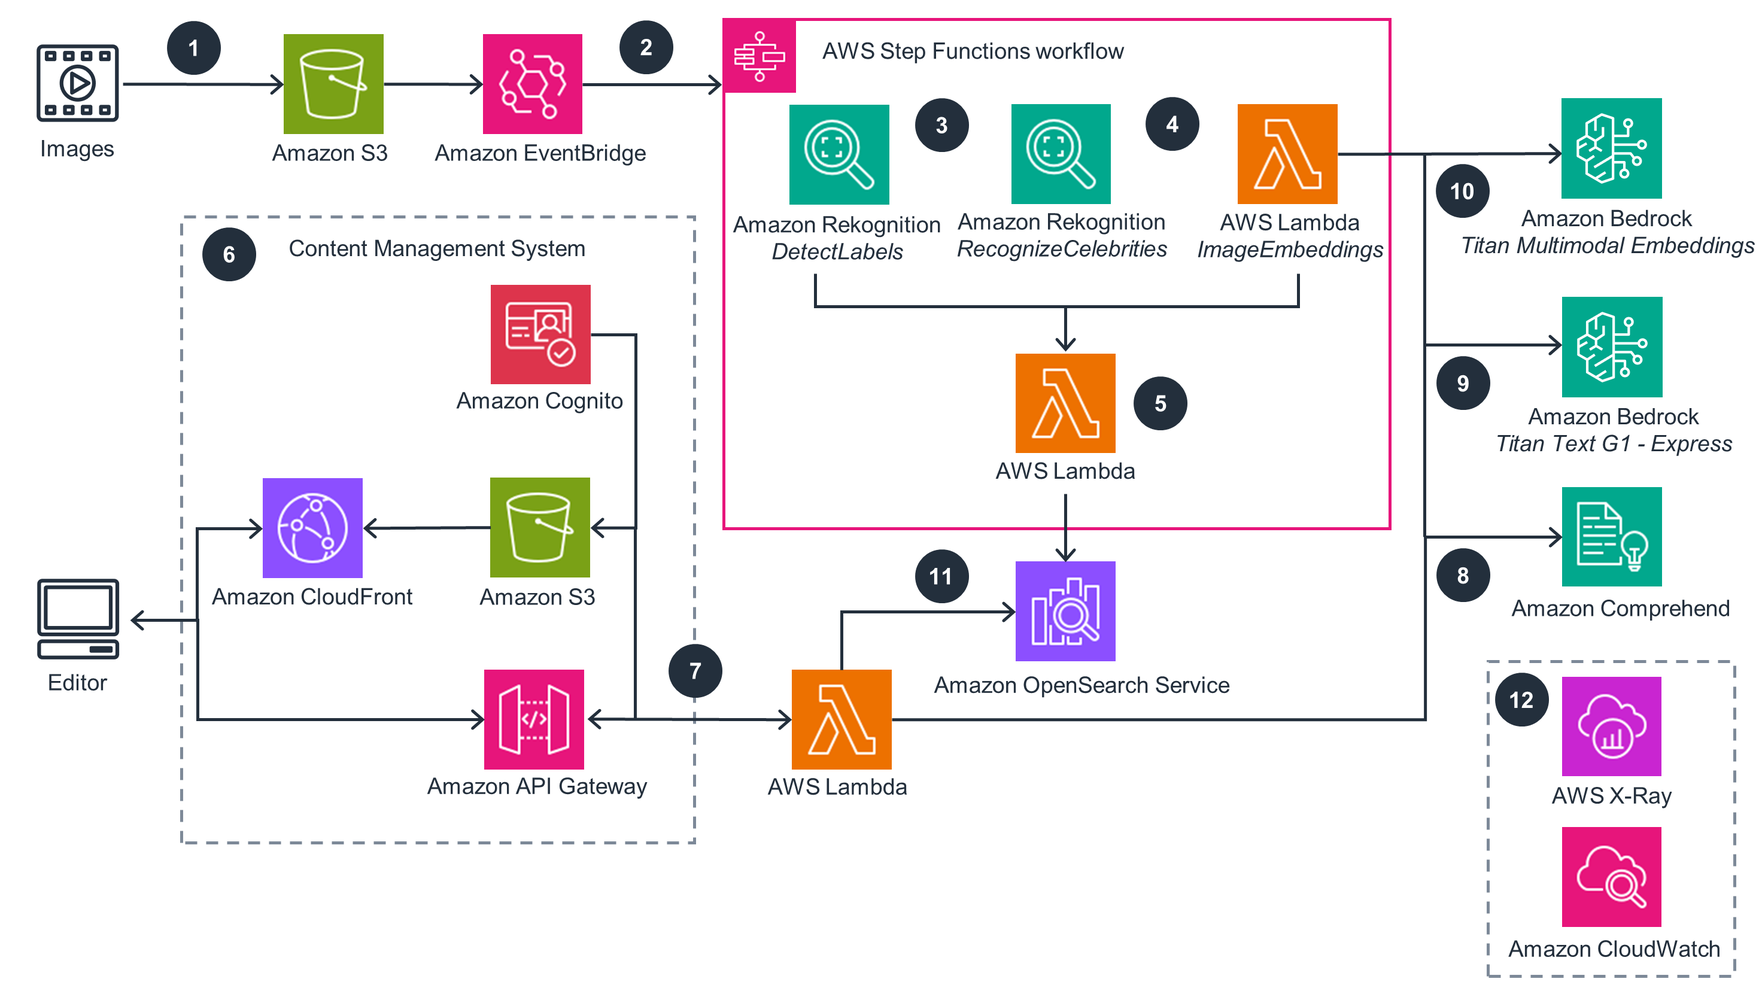 1
2
AWS Step Functions workflow
Images
Amazon S3
Amazon EventBridge
3
4
Amazon Rekognition
DetectLabels
Amazon Rekognition
RecognizeCelebrities
AWS Lambda
ImageEmbeddings
10
Amazon Bedrock
Titan Multimodal Embeddings
6
Content Management System
Amazon Cognito
5
AWS Lambda
9
Amazon Bedrock
Titan Text G1 - Express
Amazon CloudFront
Amazon S3
11
8
Amazon Comprehend
Editor
7
Amazon OpenSearch Service
Amazon API Gateway
AWS Lambda
12
AWS X-Ray
Amazon CloudWatch